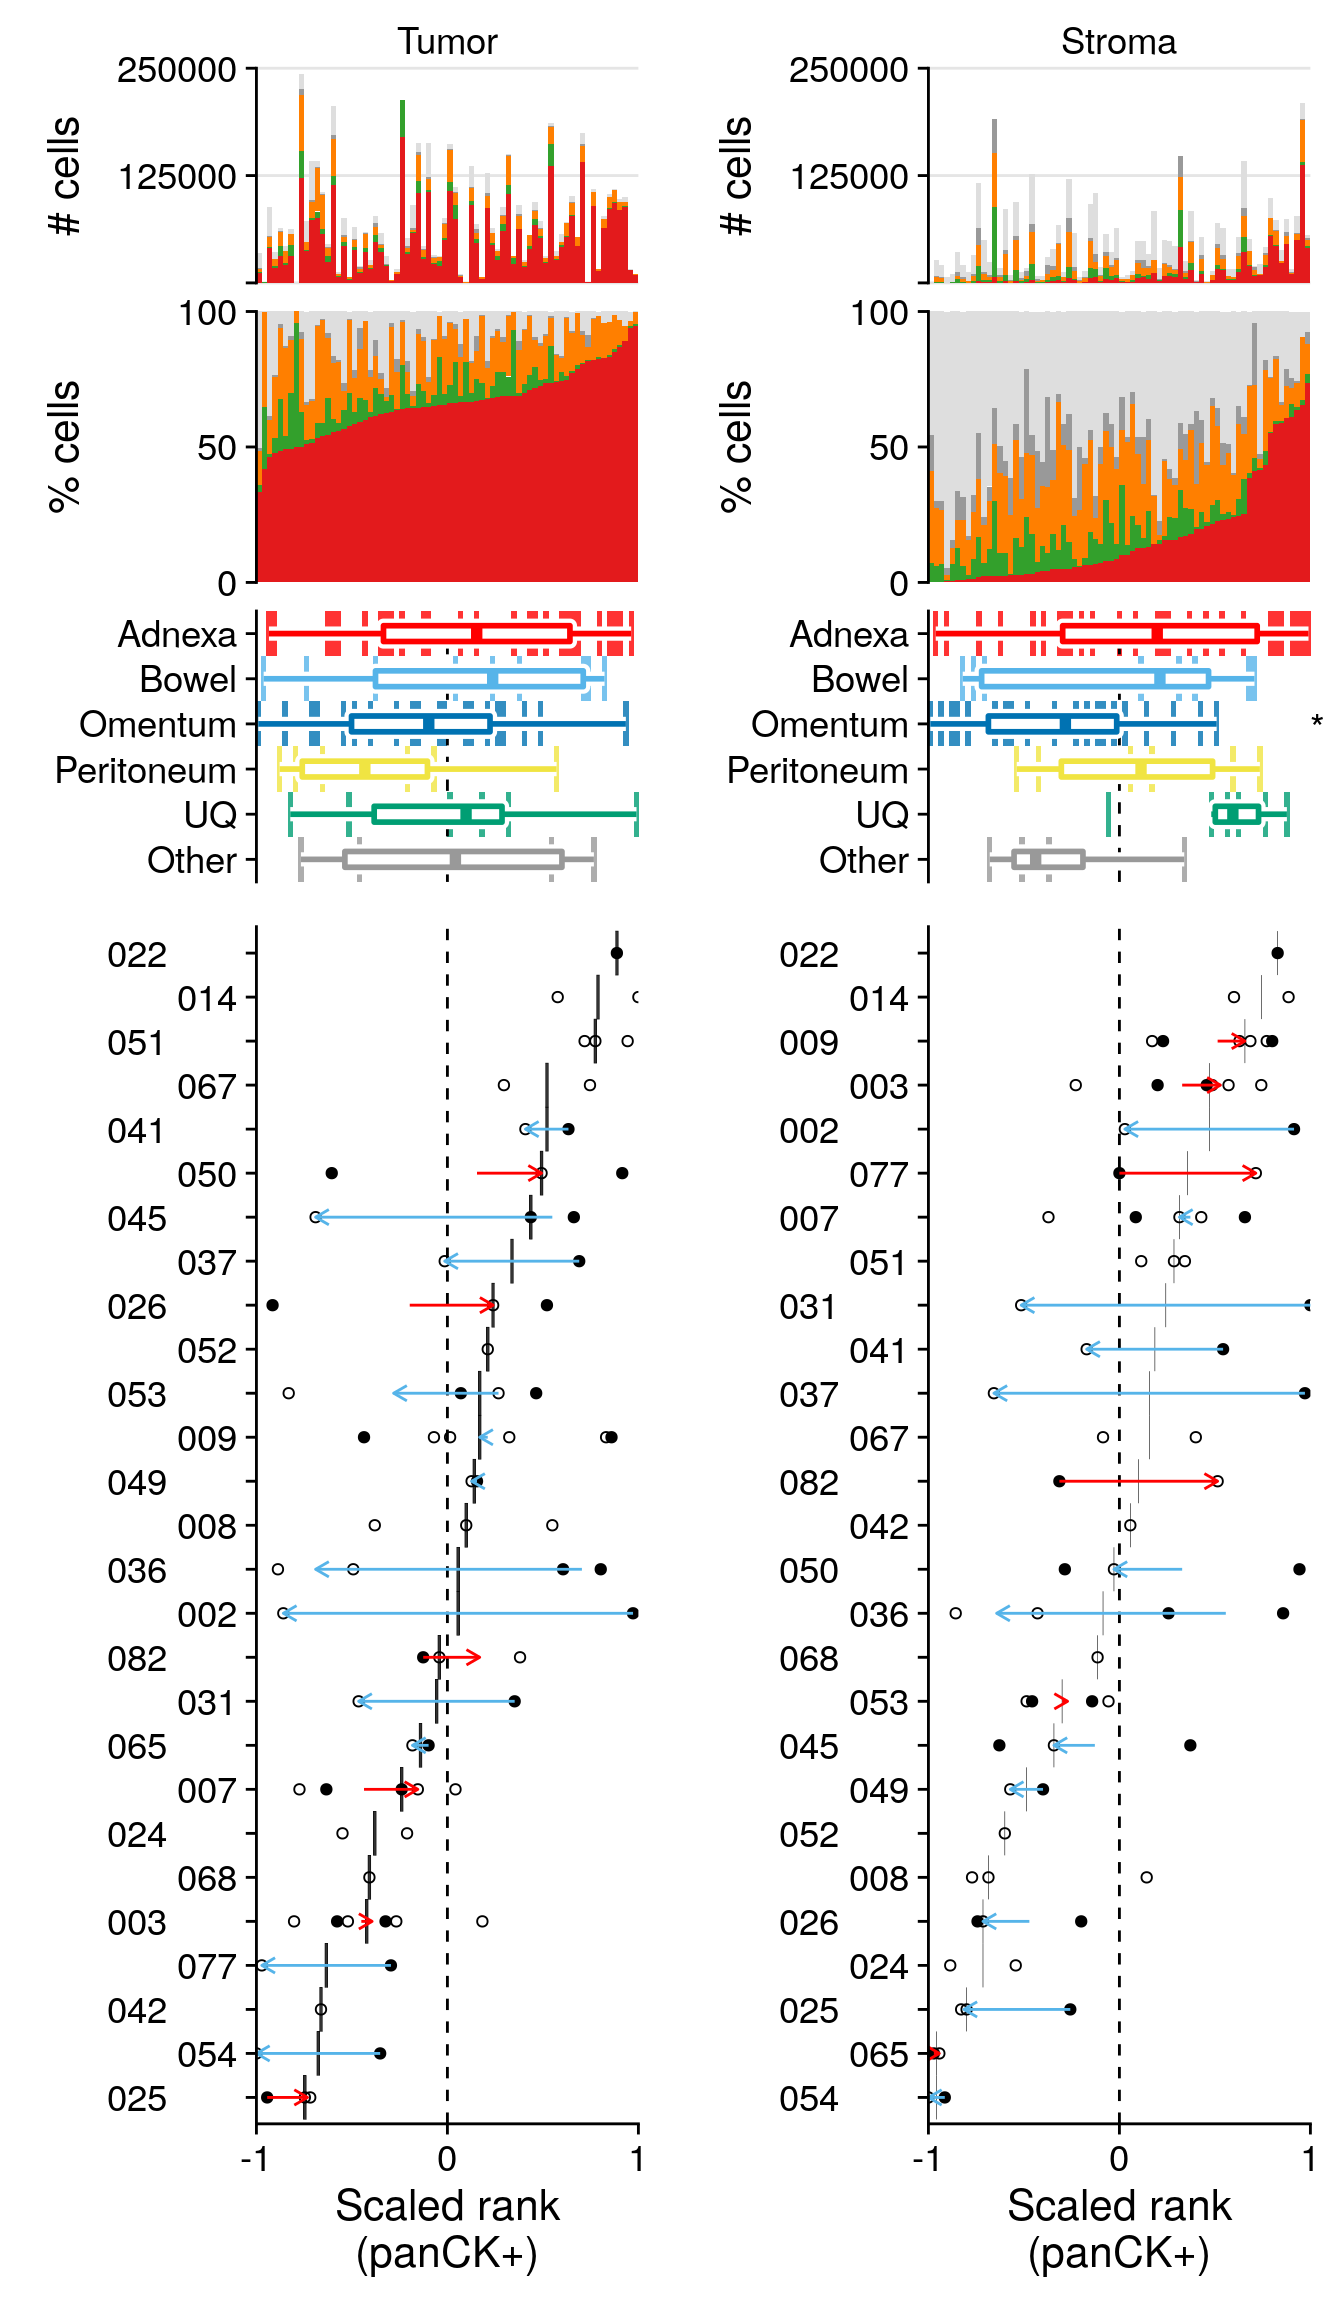 Tumor
250000
125000
# cells
100
50
0
% cells
Adnexa
Bowel
Omentum
Peritoneum
UQ
Other
022
014
051
067
041
050
045
037
026
052
053
009
049
008
036
002
082
031
065
007
024
068
003
077
042
054
025
-1 0 1
Scaled rank
(panCK+)
Stroma
250000
125000
# cells
100
50
0
% cells
Adnexa
Bowel
Omentum
*
Peritoneum
UQ
Other
022
014
009
003
002
077
007
051
031
041
037
067
082
042
050
036
068
053
045
049
052
008
026
024
025
065
054
-1 0 1
Scaled rank
(panCK+)